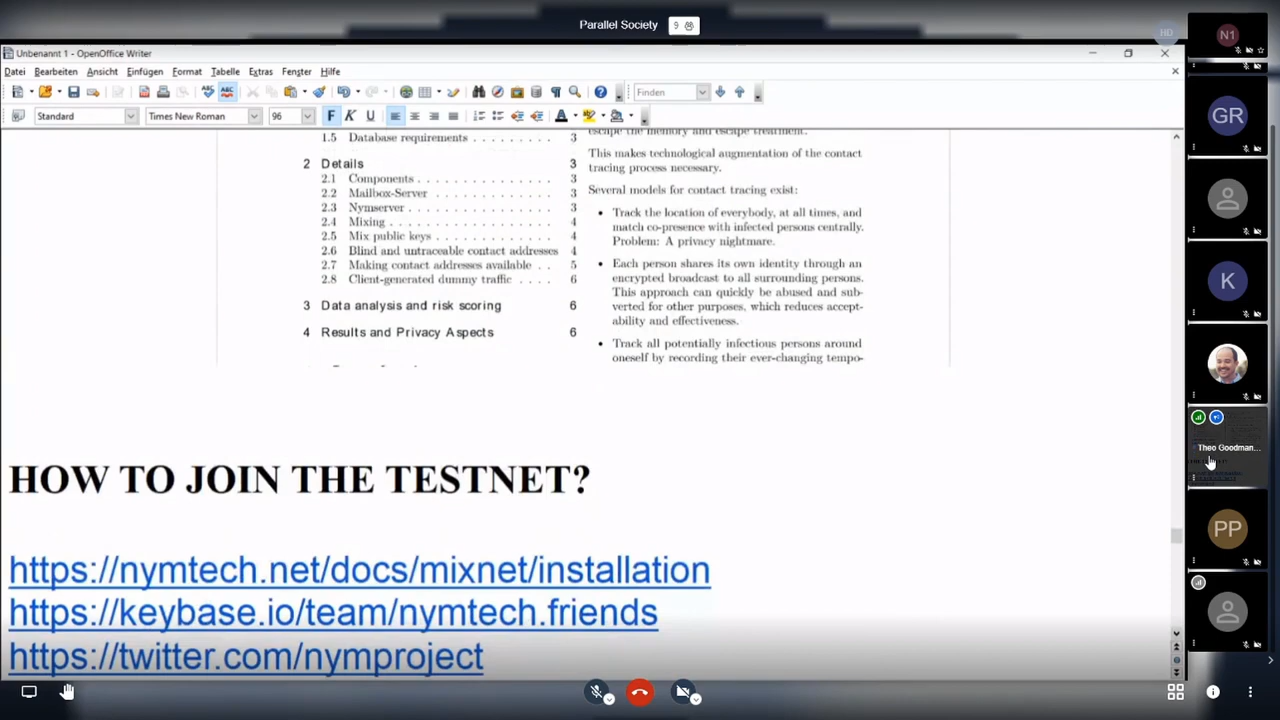 Parallel Society 9
HD
Unbenannt 1 - OpenOffice Writer
Datei Bearbeiten Ansicht Einfügen Format Tabelle Extras Fenster Hilfe
Finden
Standard Times New Roman 96 F K U
1.5 Database requirements . . . . . . . . . 3
2 Details 3
2.1 Components . . . . . . . . . . . . . . . 3
2.2 Mailbox-Server . . . . . . . . . . . . . 3
2.3 Nymserver . . . . . . . . . . . . . . . . 3
2.4 Mixing . . . . . . . . . . . . . . . . . . 4
2.5 Mix public keys . . . . . . . . . . . . . 4
2.6 Blind and untraceable contact addresses 4
2.7 Making contact addresses available . . 5
2.8 Client-generated dummy traffic . . . . 6
3 Data analysis and risk scoring 6
4 Results and Privacy Aspects 6
escape the memory and escape treatment.
This makes technological augmentation of the contact
tracing process necessary.
Several models for contact tracing exist:
• Track the location of everybody, at all times, and
match co-presence with infected persons centrally.
Problem: A privacy nightmare.
• Each person shares its own identity through an
encrypted broadcast to all surrounding persons.
This approach can quickly be abused and sub-
verted for other purposes, which reduces accept-
ability and effectiveness.
• Track all potentially infectious persons around
oneself by recording their ever-changing tempo-
HOW TO JOIN THE TESTNET?
https://nymtech.net/docs/mixnet/installation
https://keybase.io/team/nymtech.friends
https://twitter.com/nymproject
N1
GR
K
Theo Goodman...
PP